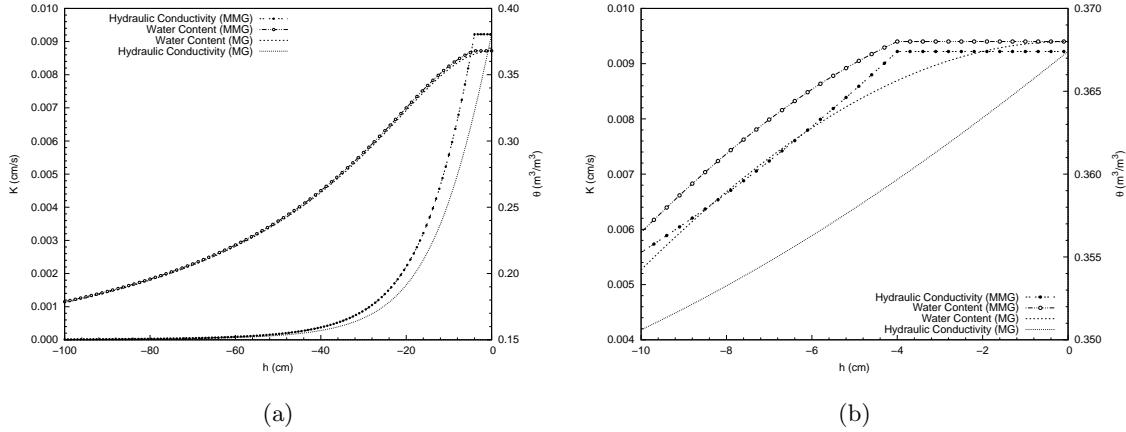 0.010
0.009
0.008
0.007
0.006
0.005
0.004
0.003
0.002
0.001
0.000
K (cm/s)
Hydraulic Conductivity (MMG)
Water Content (MMG)
Water Content (MG)
Hydraulic Conductivity (MG)
0.40
0.35
0.30
0.25
0.20
0.15
θ (m³/m³)
-100 -80 -60 -40 -20 0
h (cm)
(a)
0.010
0.009
0.008
0.007
0.006
0.005
0.004
K (cm/s)
0.370
0.365
0.360
0.355
0.350
θ (m³/m³)
Hydraulic Conductivity (MMG)
Water Content (MMG)
Water Content (MG)
Hydraulic Conductivity (MG)
-10 -8 -6 -4 -2 0
h (cm)
(b)